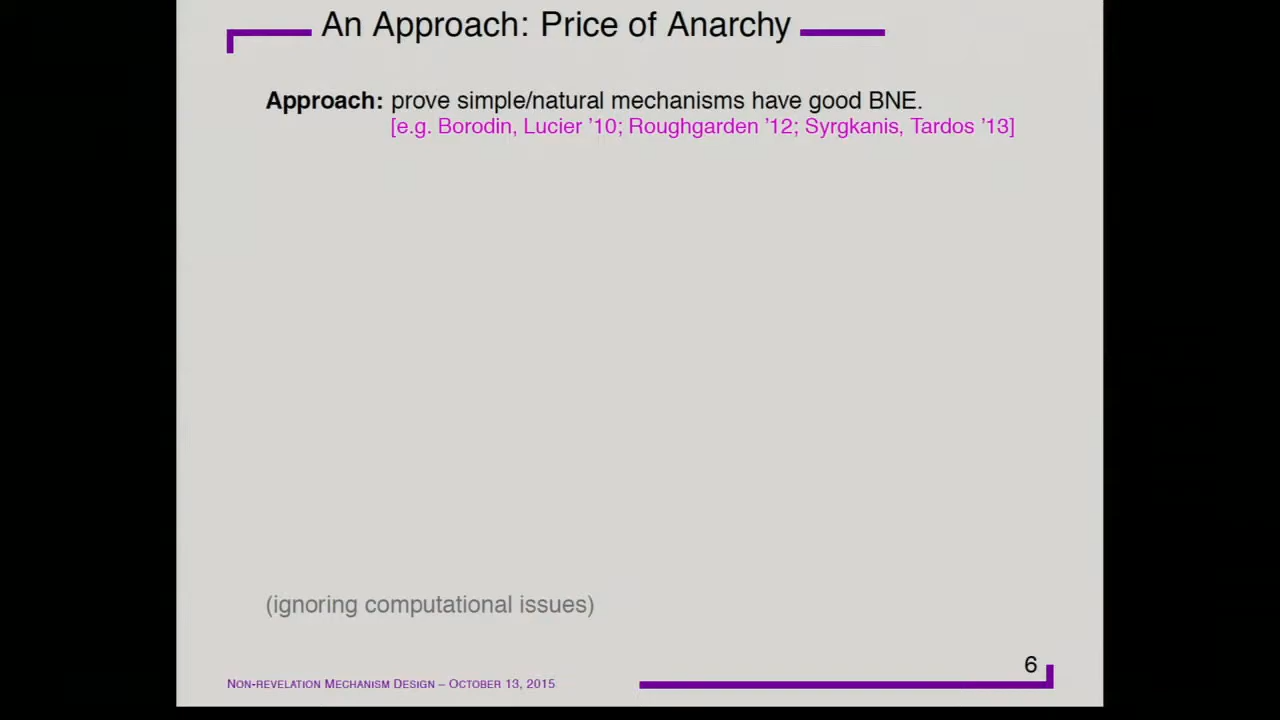 An Approach: Price of Anarchy
Approach: prove simple/natural mechanisms have good BNE.
[e.g. Borodin, Lucier ’10; Roughgarden ’12; Syrgkanis, Tardos ’13]
(ignoring computational issues)
6
NON-REVELATION MECHANISM DESIGN – OCTOBER 13, 2015